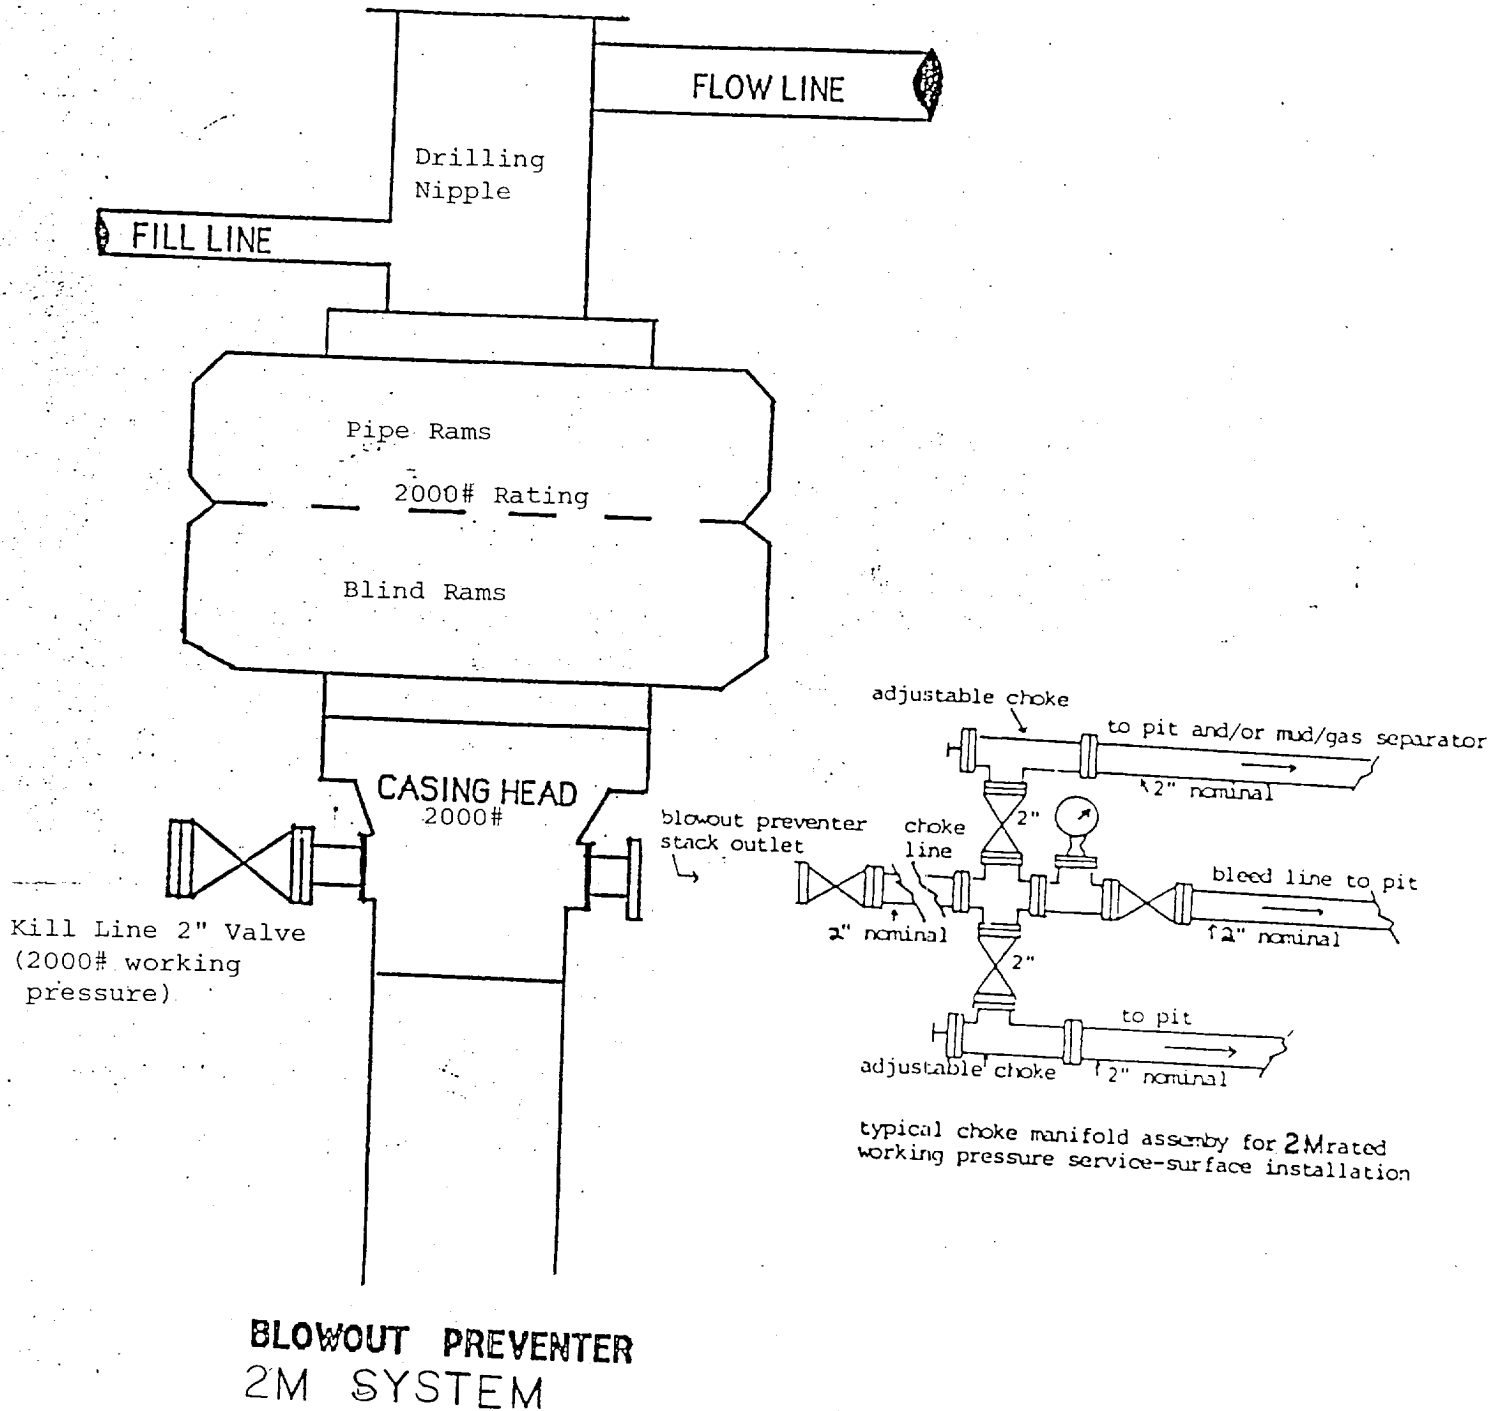 FLOW LINE
Drilling
Nipple
FILL LINE
Pipe Rams
2000# Rating
Blind Rams
CASING HEAD
2000#
Kill Line 2" Valve
(2000# working
pressure)
adjustable choke
to pit and/or mud/gas separator
2" nominal
2"
blowout preventer
stack outlet
choke
line
bleed line to pit
2" nominal
2" nominal
2"
to pit
adjustable choke
2" nominal
typical choke manifold assemby for 2M rated
working pressure service-surface installation
BLOWOUT PREVENTER
2M SYSTEM